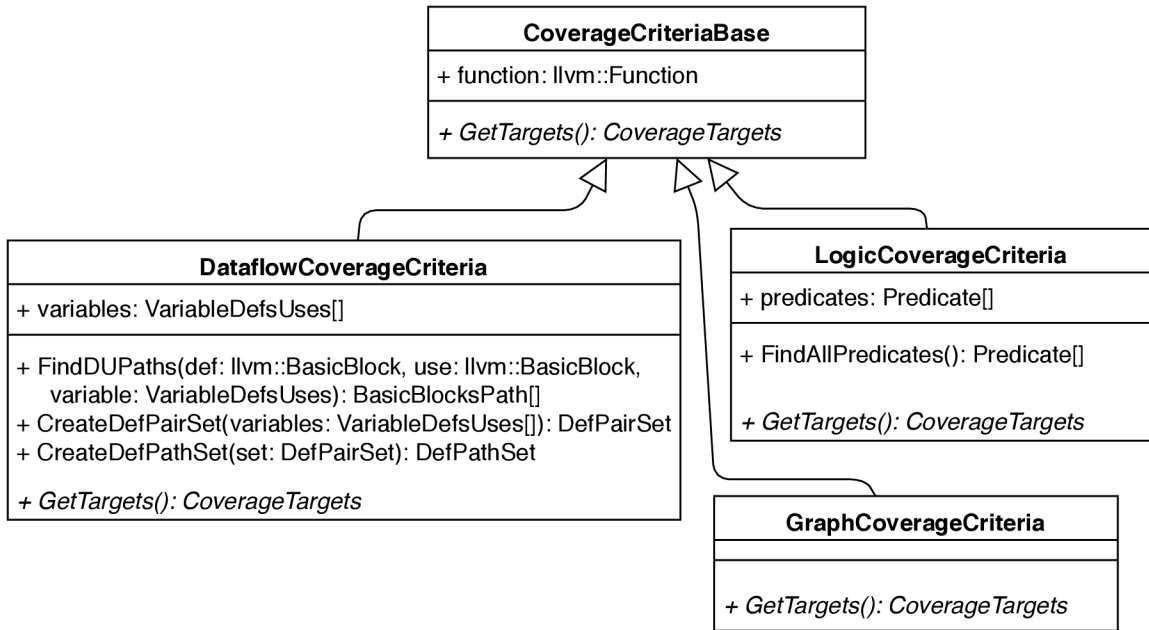 CoverageCriteriaBase
+ function: llvm::Function
+ GetTargets(): CoverageTargets
DataflowCoverageCriteria
+ variables: VariableDefsUses[]
+ FindDUPaths(def: llvm::BasicBlock, use: llvm::BasicBlock,
variable: VariableDefsUses): BasicBlocksPath[]
+ CreateDefPairSet(variables: VariableDefsUses[]): DefPairSet
+ CreateDefPathSet(set: DefPairSet): DefPathSet
+ GetTargets(): CoverageTargets
LogicCoverageCriteria
+ predicates: Predicate[]
+ FindAllPredicates(): Predicate[]
+ GetTargets(): CoverageTargets
GraphCoverageCriteria
+ GetTargets(): CoverageTargets